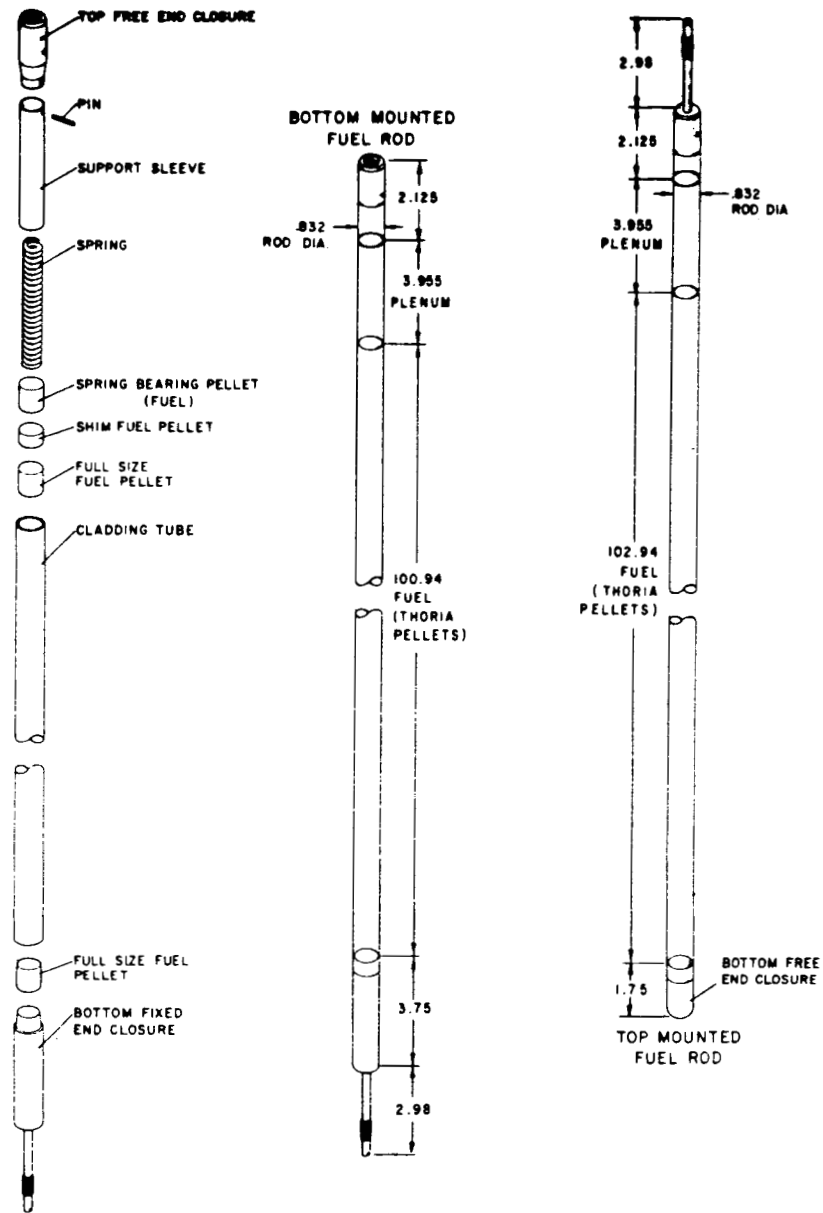 TOP FREE END CLOSURE
PIN
SUPPORT SLEEVE
SPRING
SPRING BEARING PELLET
(FUEL)
SHIM FUEL PELLET
FULL SIZE
FUEL PELLET
CLADDING TUBE
FULL SIZE FUEL
PELLET
BOTTOM FIXED
END CLOSURE
BOTTOM MOUNTED
FUEL ROD
2.125
.832
ROD DIA.
3.955
PLENUM
100.94
FUEL
(THORIA
PELLETS)
3.75
2.98
2.98
2.125
.832
ROD DIA
3.955
PLENUM
102.94
FUEL
(THORIA
PELLETS)
BOTTOM FREE
END CLOSURE
1.75
TOP MOUNTED
FUEL ROD